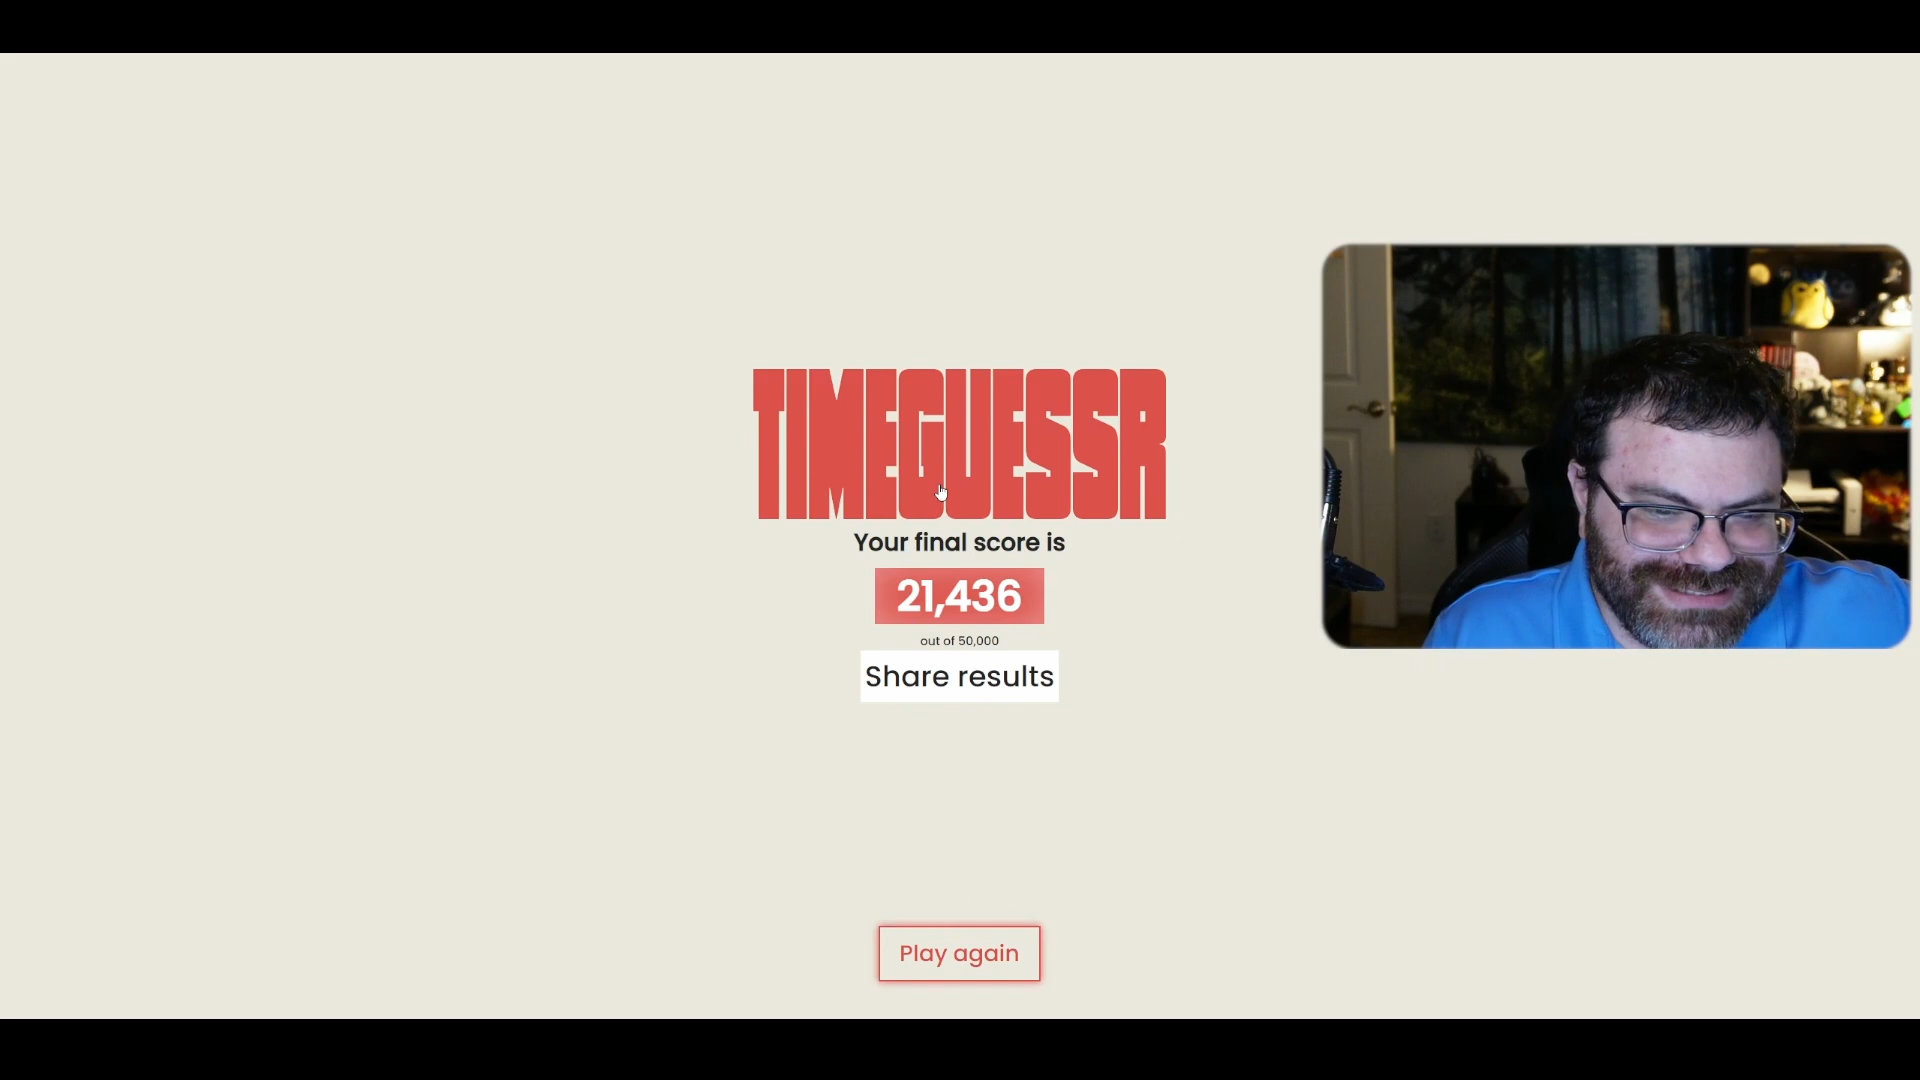 TIMEGUESSR
Your final score is
21,436
out of 50,000
Share results
Play again